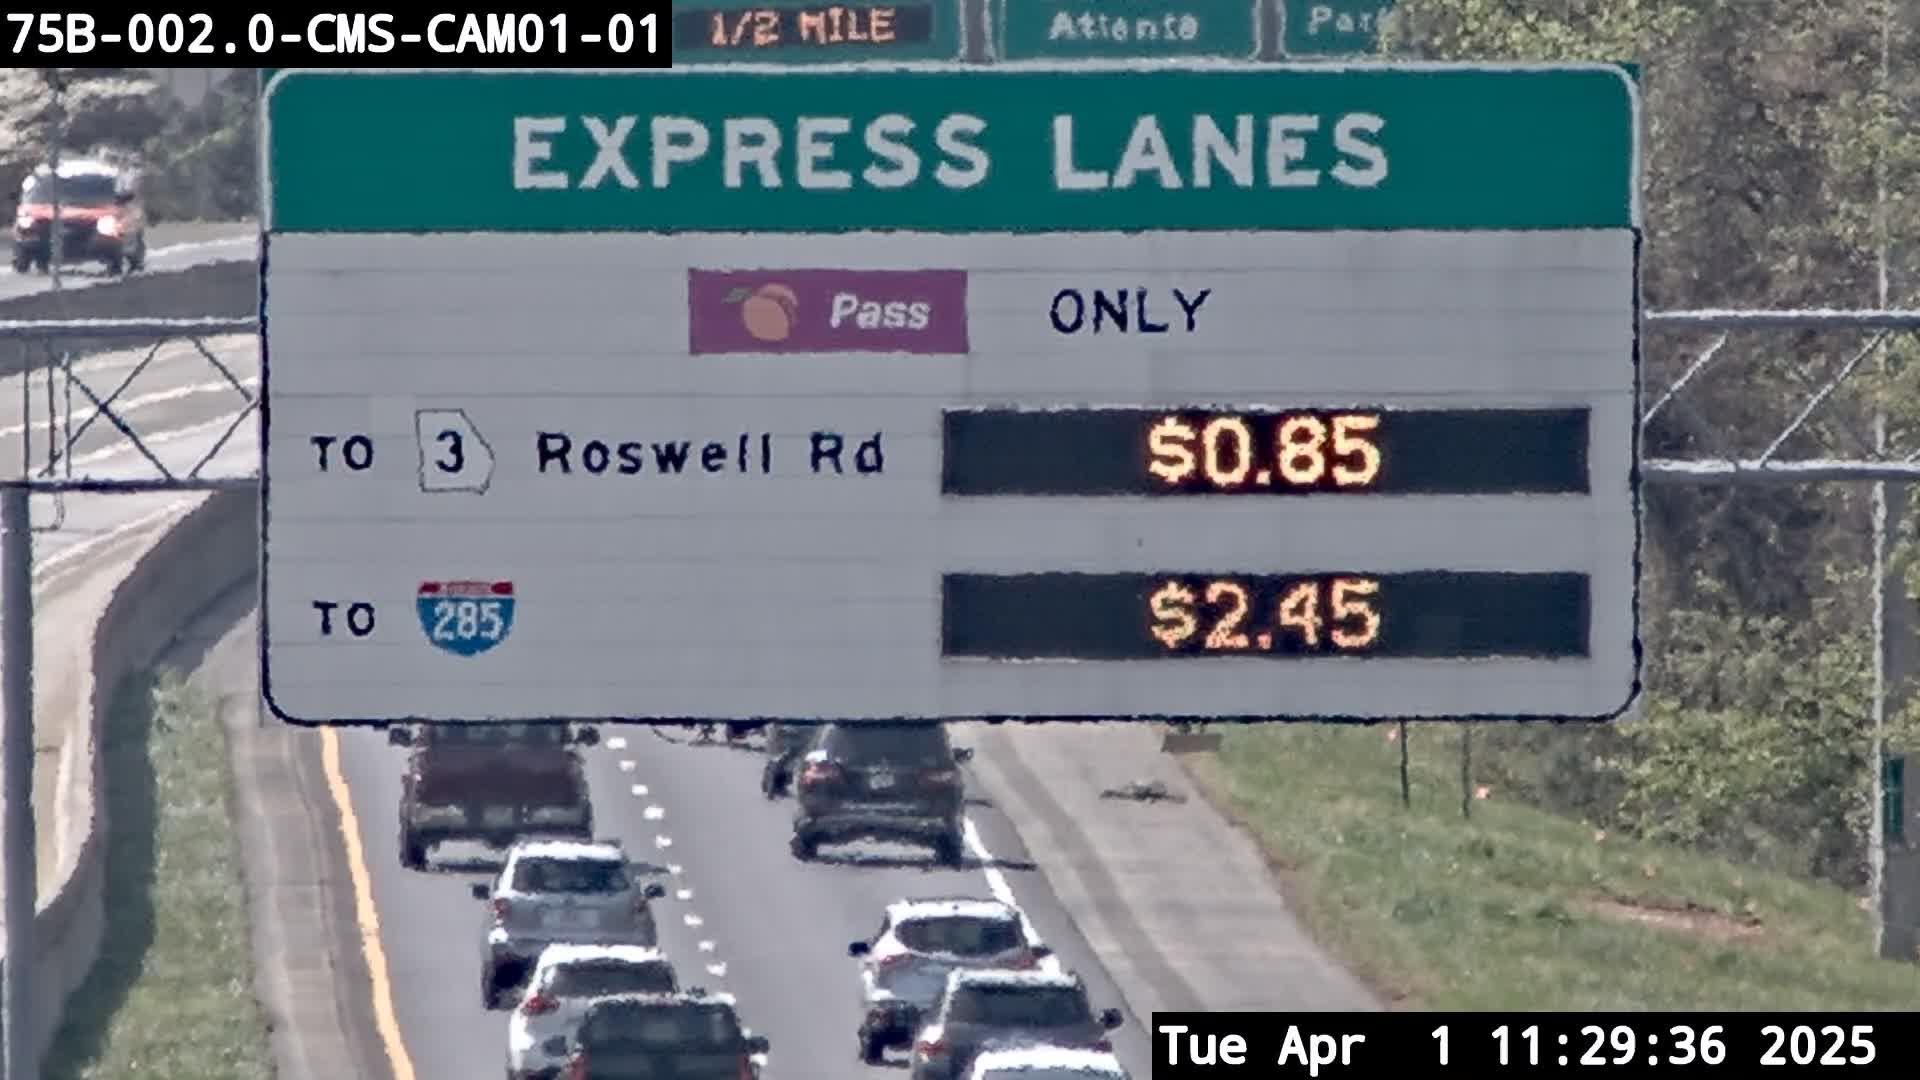 75B-002.0-CMS-CAM01-01
1/2 MILE
Atlanta
EXPRESS LANES
Pass ONLY
TO 3 Roswell Rd $0.85
TO 285 $2.45
Tue Apr 1 11:29:36 2025